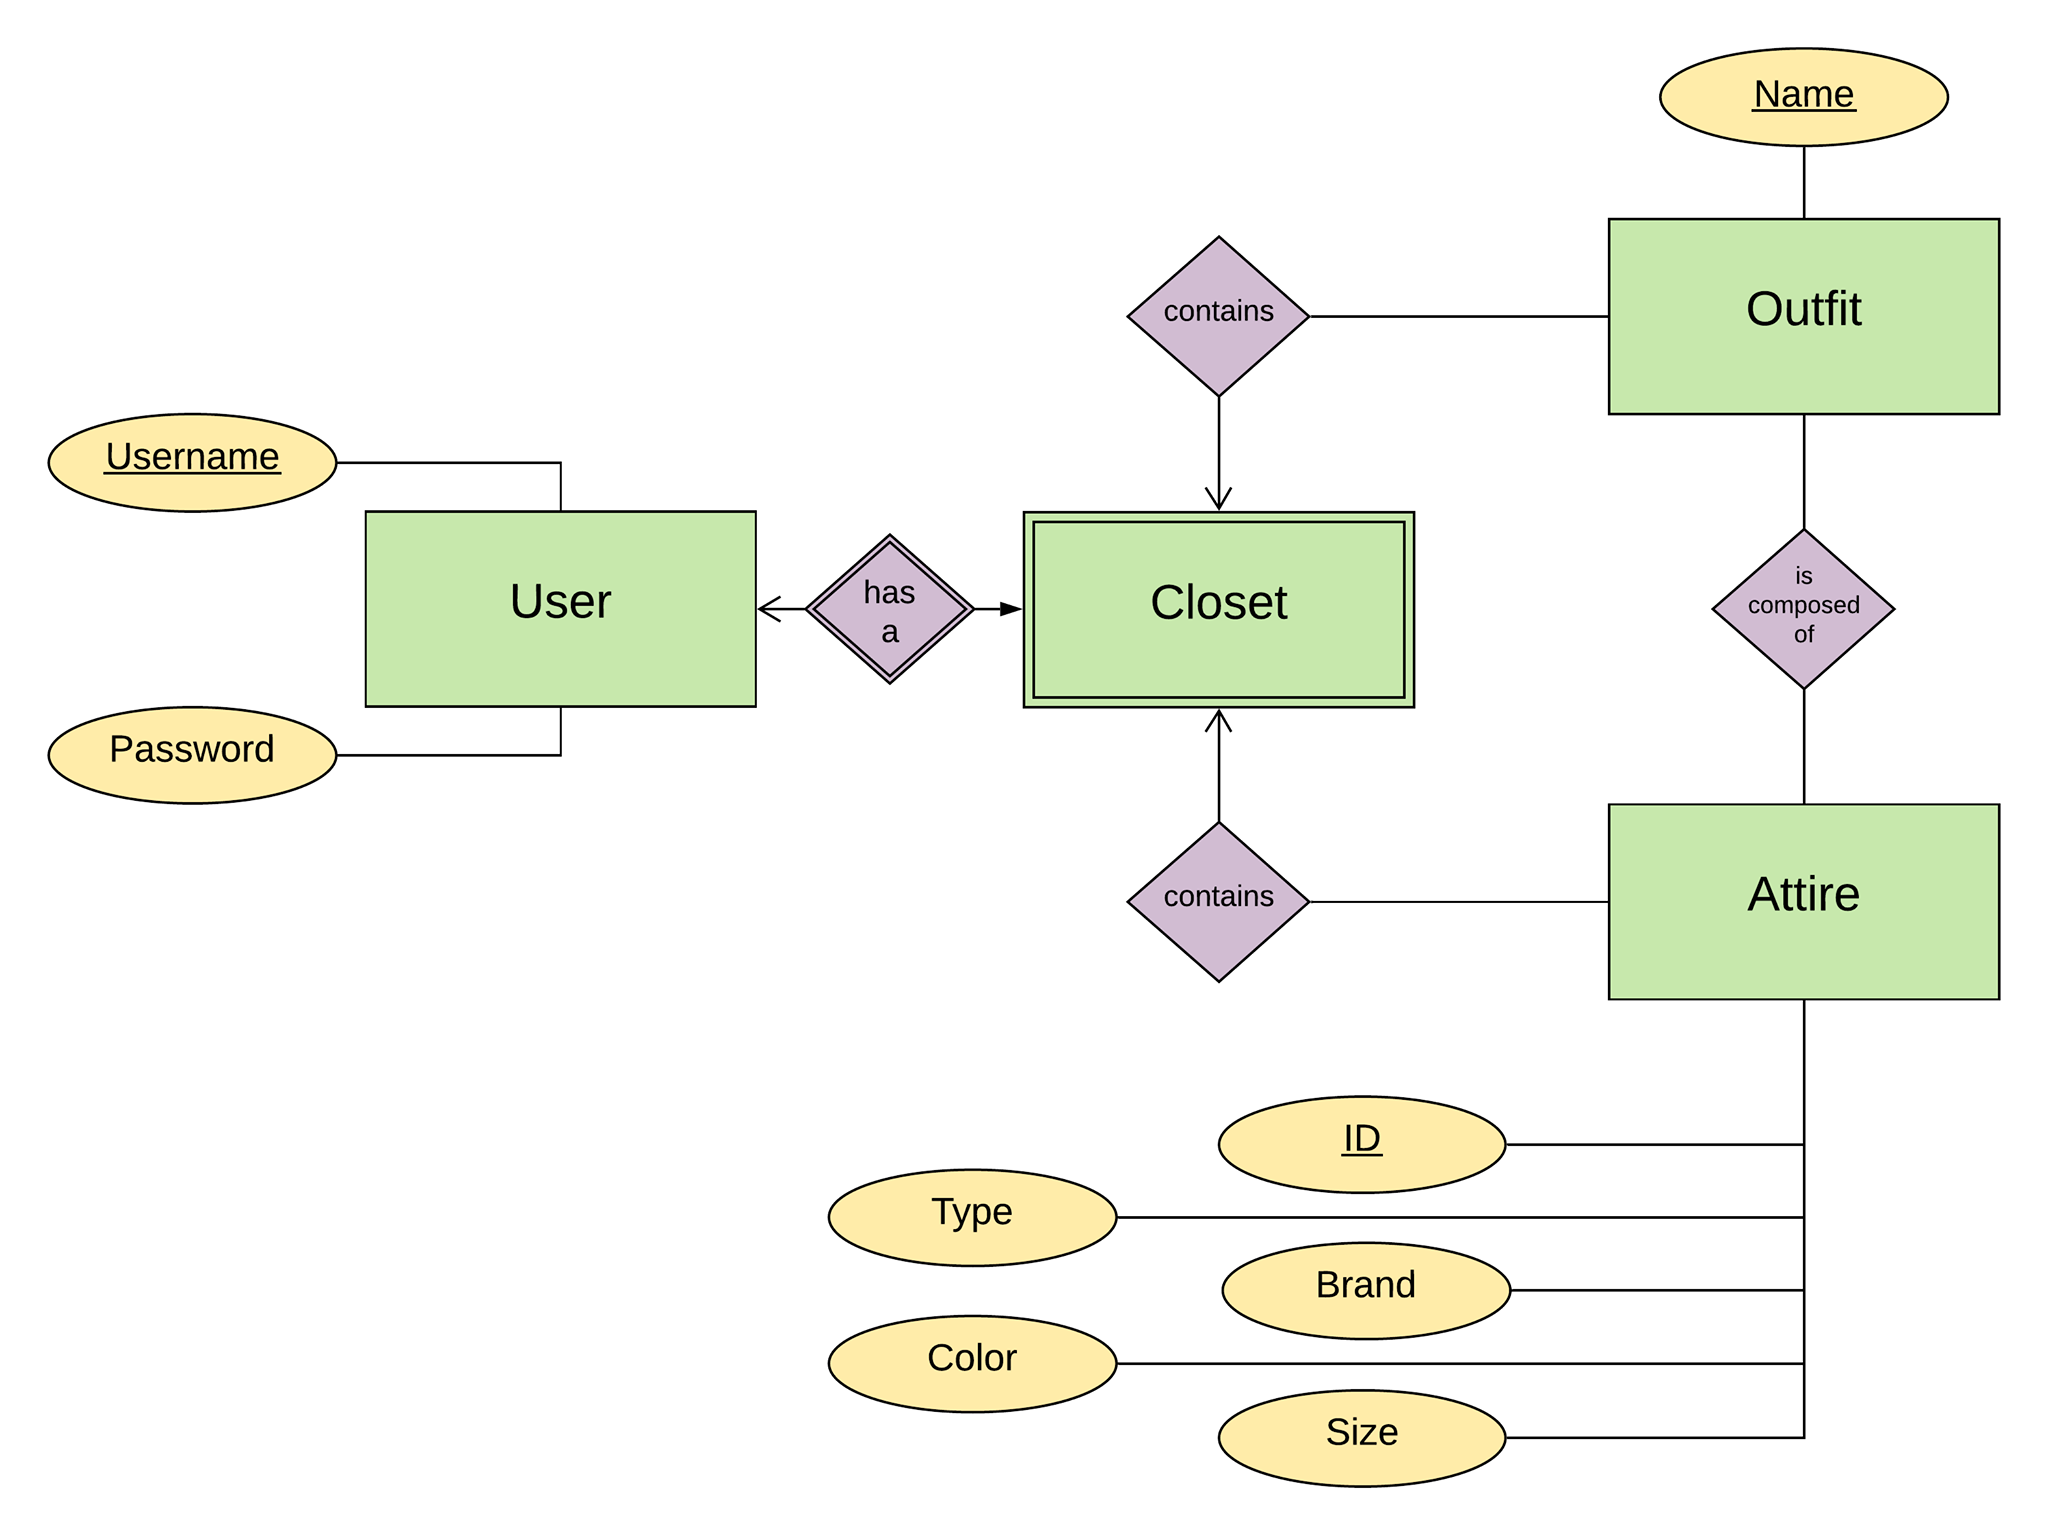 Name
contains
Outfit
Username
User
has
a
Closet
is
composed
of
Password
contains
Attire
ID
Type
Brand
Color
Size